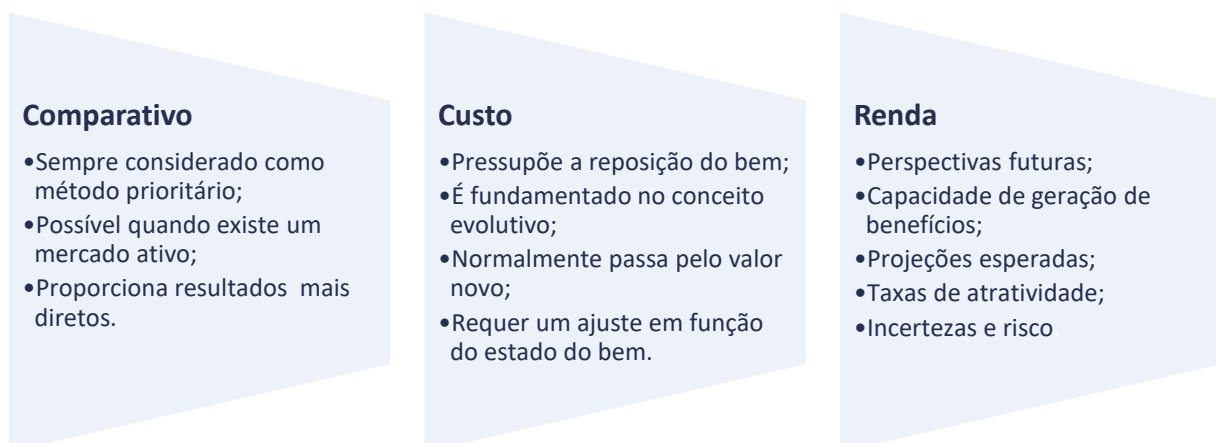 Comparativo
•Sempre considerado como
método prioritário;
•Possível quando existe um
mercado ativo;
•Proporciona resultados mais
diretos.
Custo
•Pressupõe a reposição do bem;
•É fundamentado no conceito
evolutivo;
•Normalmente passa pelo valor
novo;
•Requer um ajuste em função
do estado do bem.
Renda
•Perspectivas futuras;
•Capacidade de geração de
benefícios;
•Projeções esperadas;
•Taxas de atratividade;
•Incertezas e risco